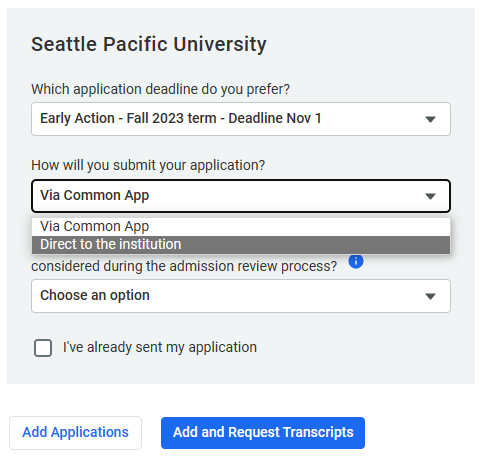 Seattle Pacific University
Which application deadline do you prefer?
Early Action - Fall 2023 term - Deadline Nov 1
How will you submit your application?
Via Common App
Via Common App
Direct to the institution
considered during the admission review process?
Choose an option
I've already sent my application
Add Applications
Add and Request Transcripts